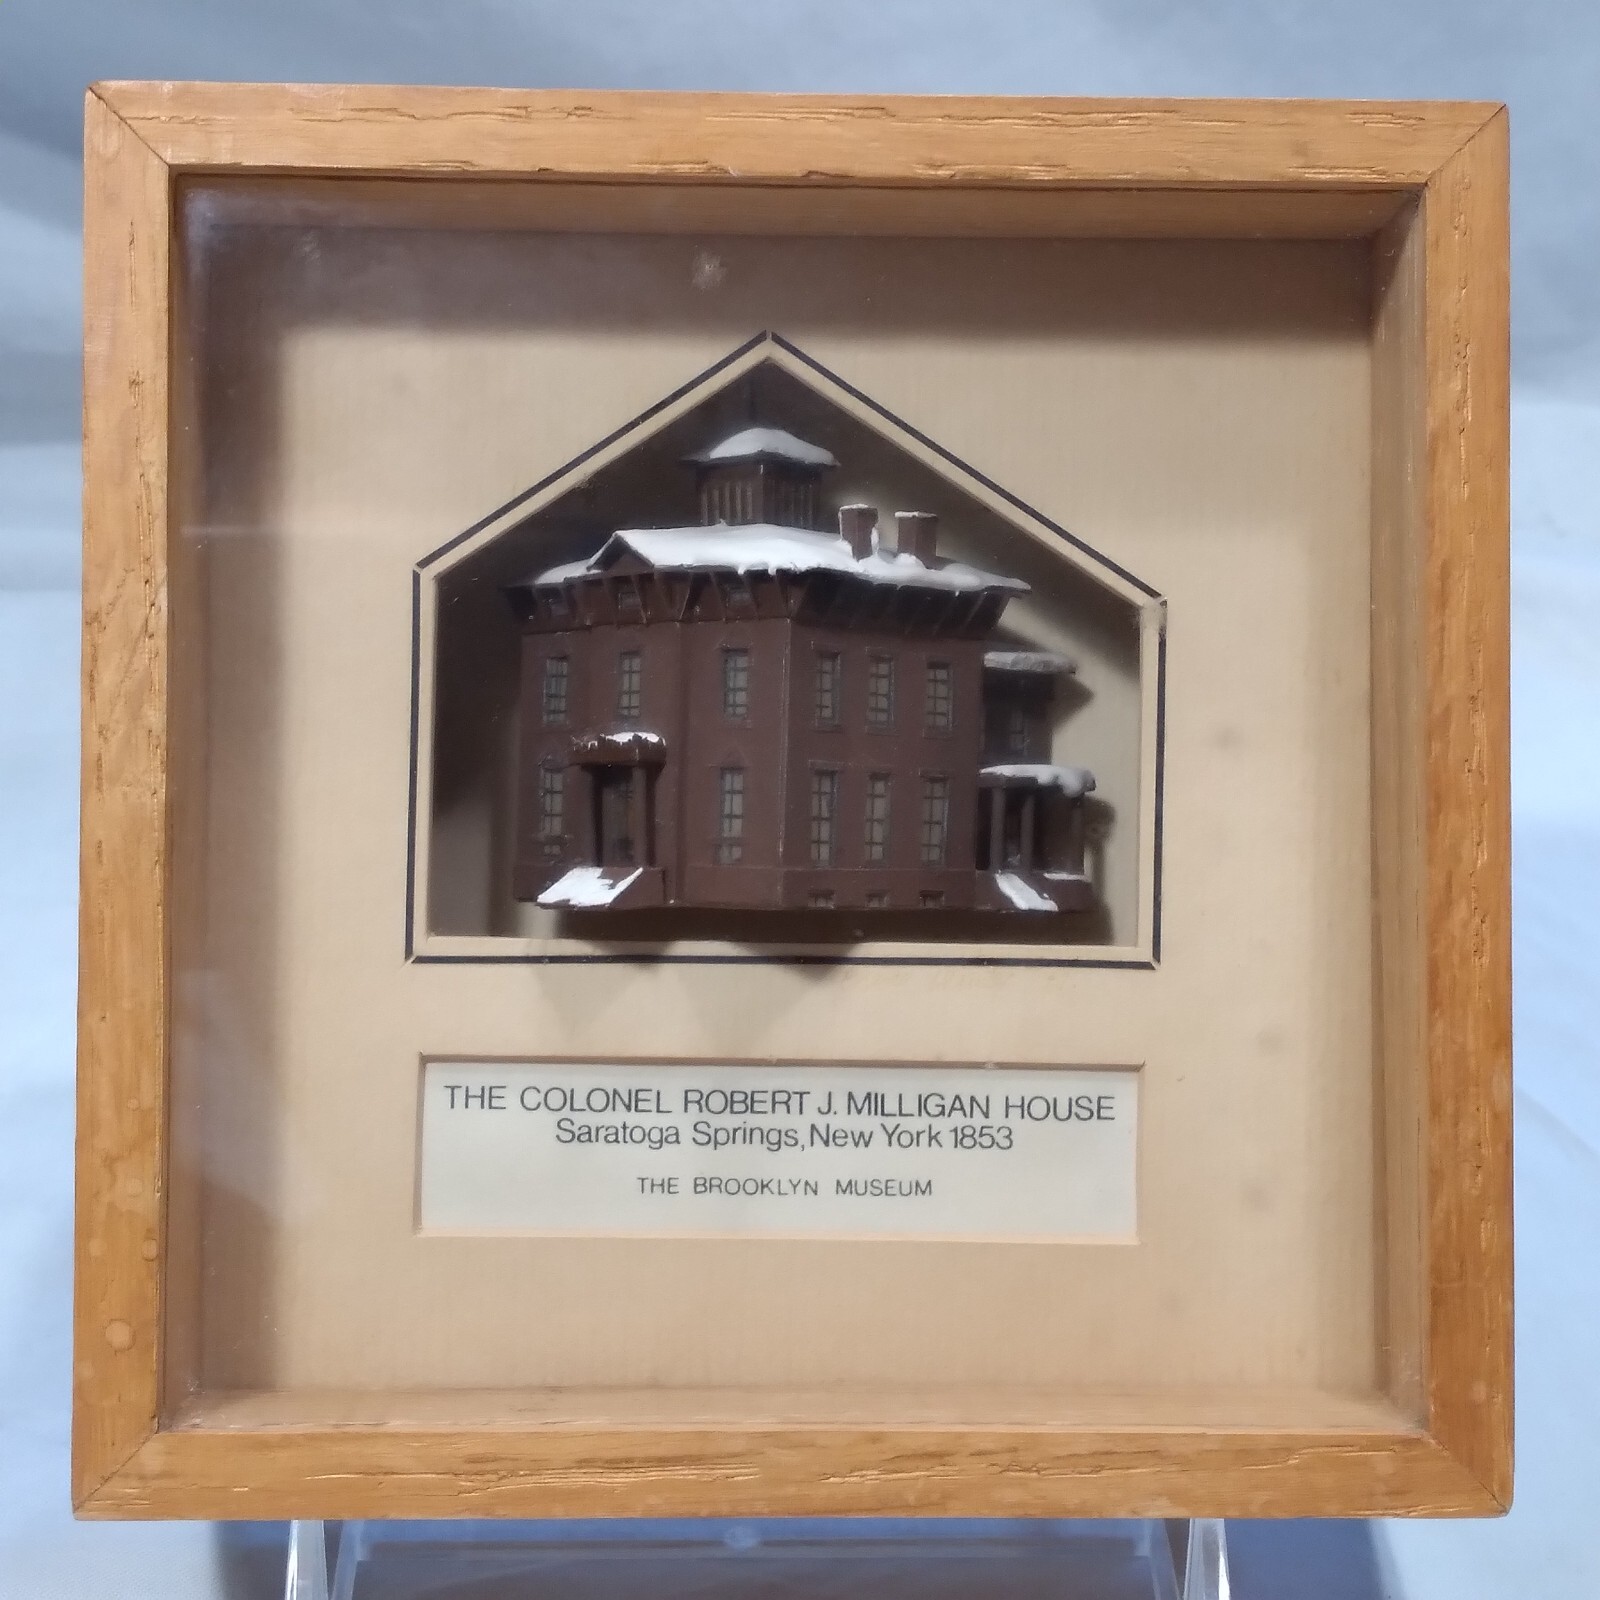 THE COLONEL ROBERT J. MILLIGAN HOUSE
Saratoga Springs, New York 1853
THE BROOKLYN MUSEUM